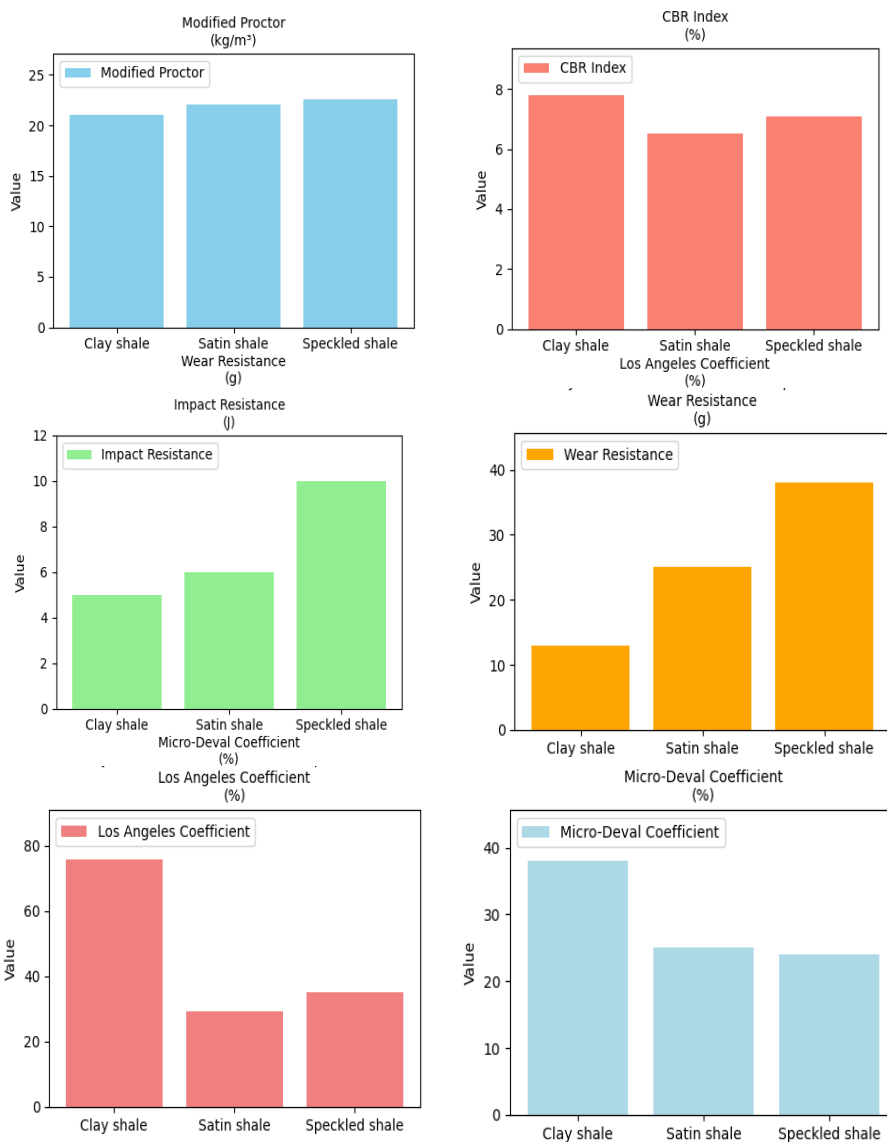 Modified Proctor
(kg/m³)
Modified Proctor
25
20
15
10
5
0
Value
Clay shale Satin shale Speckled shale
Wear Resistance
(g)
CBR Index
(%)
CBR Index
8
6
4
2
0
Value
Clay shale Satin shale Speckled shale
Los Angeles Coefficient
(%)
Impact Resistance
(J)
Impact Resistance
12
10
8
6
4
2
0
Value
Clay shale Satin shale Speckled shale
Micro-Deval Coefficient
(%)
Wear Resistance
(g)
Wear Resistance
40
30
20
10
0
Value
Clay shale Satin shale Speckled shale
Los Angeles Coefficient
(%)
Los Angeles Coefficient
80
60
40
20
0
Value
Clay shale Satin shale Speckled shale
Micro-Deval Coefficient
(%)
Micro-Deval Coefficient
40
30
20
10
0
Value
Clay shale Satin shale Speckled shale